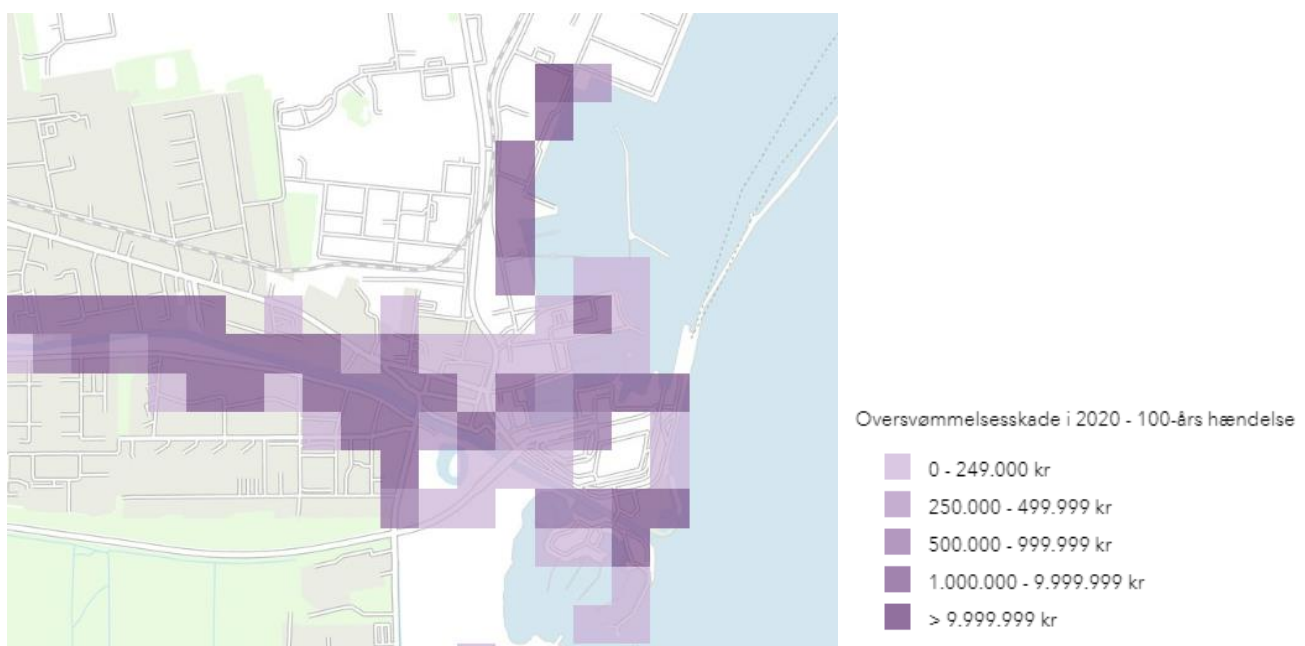 Oversvømmelsesskade i 2020 - 100-års hændelse
0 - 249.000 kr
250.000 - 499.999 kr
500.000 - 999.999 kr
1.000.000 - 9.999.999 kr
> 9.999.999 kr